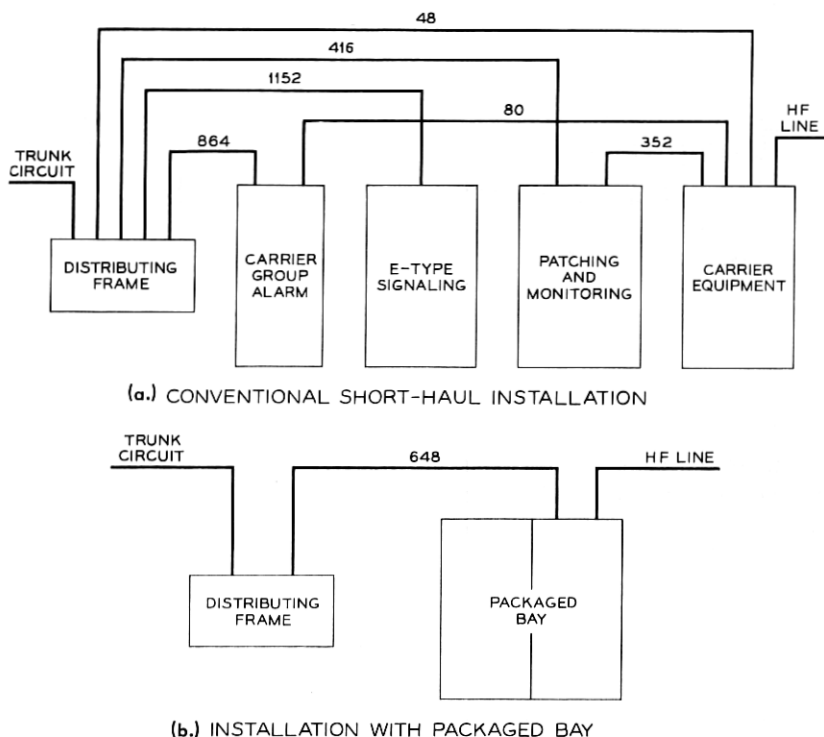 48
416
1152
80
HF
LINE
TRUNK
CIRCUIT
864
352
DISTRIBUTING
FRAME
CARRIER
GROUP
ALARM
E-TYPE
SIGNALING
PATCHING
AND
MONITORING
CARRIER
EQUIPMENT
(a.) CONVENTIONAL SHORT-HAUL INSTALLATION
TRUNK
CIRCUIT
648
HF LINE
DISTRIBUTING
FRAME
PACKAGED
BAY
(b.) INSTALLATION WITH PACKAGED BAY